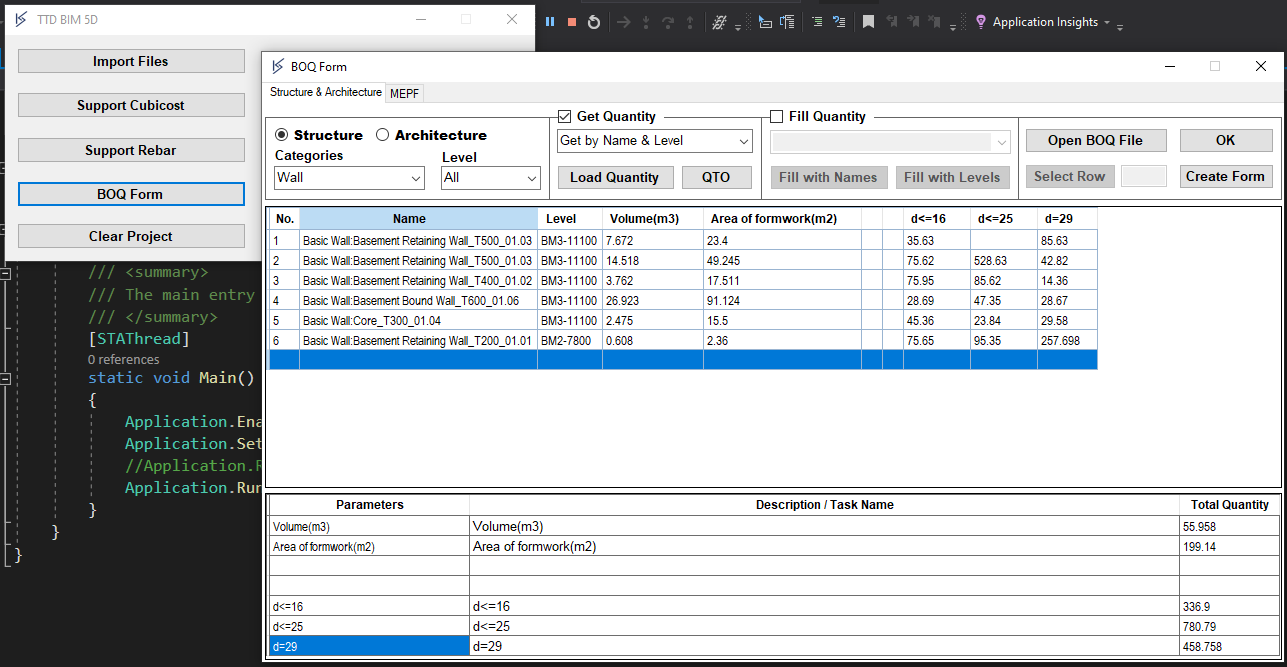 TTD BIM 5D
Import Files
Support Cubicost
Support Rebar
BOQ Form
Clear Project
Application Insights
BOQ Form
Structure & Architecture MEPF
Structure Architecture
Categories Level
Wall All
Get Quantity
Get by Name & Level
Load Quantity QTO
Fill Quantity
Fill with Names Fill with Levels
Open BOQ File OK
Select Row Create Form
No. Name Level Volume(m3) Area of formwork(m2) d<=16 d<=25 d=29
1 Basic Wall:Basement Retaining Wall_T500_01.03 BM3-11100 7.672 23.4 35.63 85.63
2 Basic Wall:Basement Retaining Wall_T500_01.03 BM3-11100 14.518 49.245 75.62 528.63 42.82
3 Basic Wall:Basement Retaining Wall_T400_01.02 BM3-11100 3.762 17.511 75.95 85.62 14.36
4 Basic Wall:Basement Bound Wall_T600_01.06 BM3-11100 26.923 91.124 28.69 47.35 28.67
5 Basic Wall:Core_T300_01.04 BM3-11100 2.475 15.5 45.36 23.84 29.58
6 Basic Wall:Basement Retaining Wall_T200_01.01 BM2-7800 0.608 2.36 75.65 95.35 257.698
Parameters Description / Task Name Total Quantity
Volume(m3) Volume(m3) 55.958
Area of formwork(m2) Area of formwork(m2) 199.14
d<=16 d<=16 336.9
d<=25 d<=25 780.79
d=29 d=29 458.758
/// <summary>
/// The main entry
/// </summary>
[STAThread]
0 references
static void Main()
{
Application.Ena
Application.Set
//Application.R
Application.Run
}
}
}